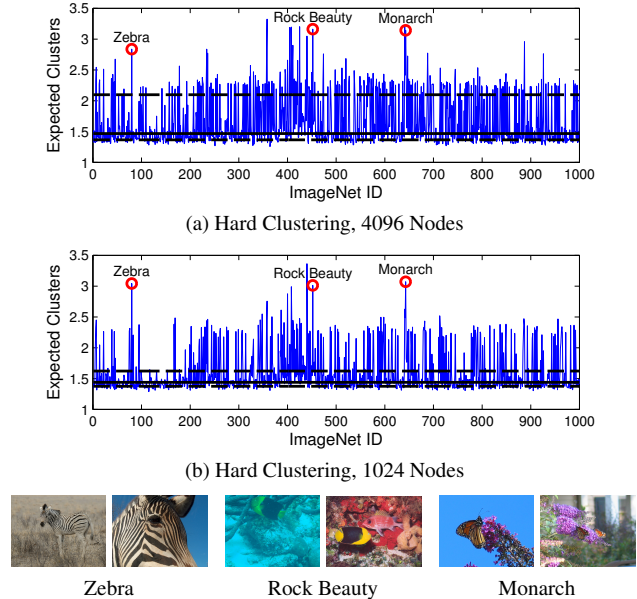 Zebra
Rock Beauty
Monarch
3.5
3
2.5
2
1.5
1
Expected Clusters
0 100 200 300 400 500 600 700 800 900 1000
ImageNet ID
(a) Hard Clustering, 4096 Nodes
Zebra
Rock Beauty
Monarch
3.5
3
2.5
2
1.5
1
Expected Clusters
0 100 200 300 400 500 600 700 800 900 1000
ImageNet ID
(b) Hard Clustering, 1024 Nodes
Zebra Rock Beauty Monarch